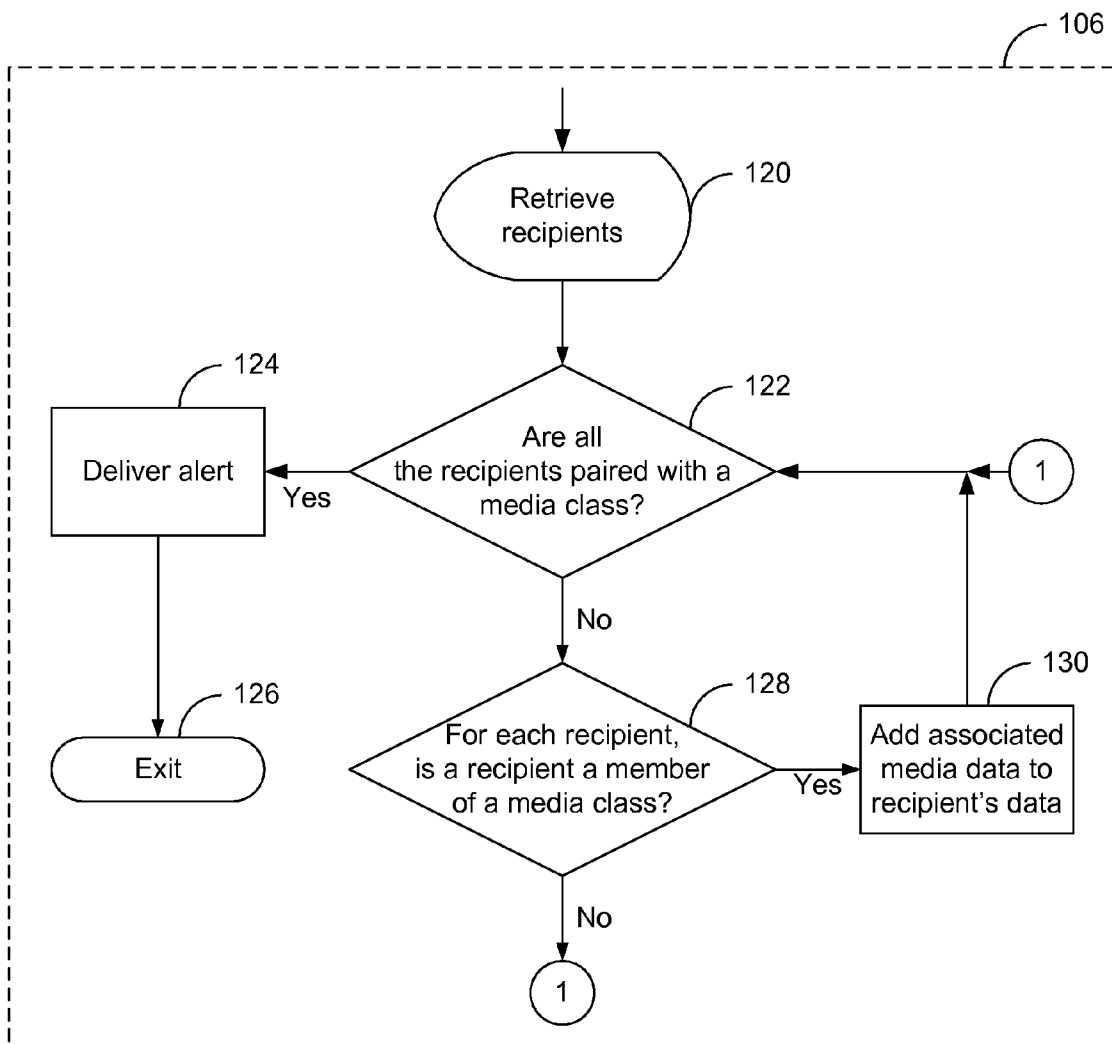 106
Retrieve
recipients
120
124
122
Deliver alert
Yes
Are all
the recipients paired with a
media class?
1
No
126
128
130
Exit
For each recipient,
is a recipient a member
of a media class?
Yes
Add associated
media data to
recipient's data
No
1